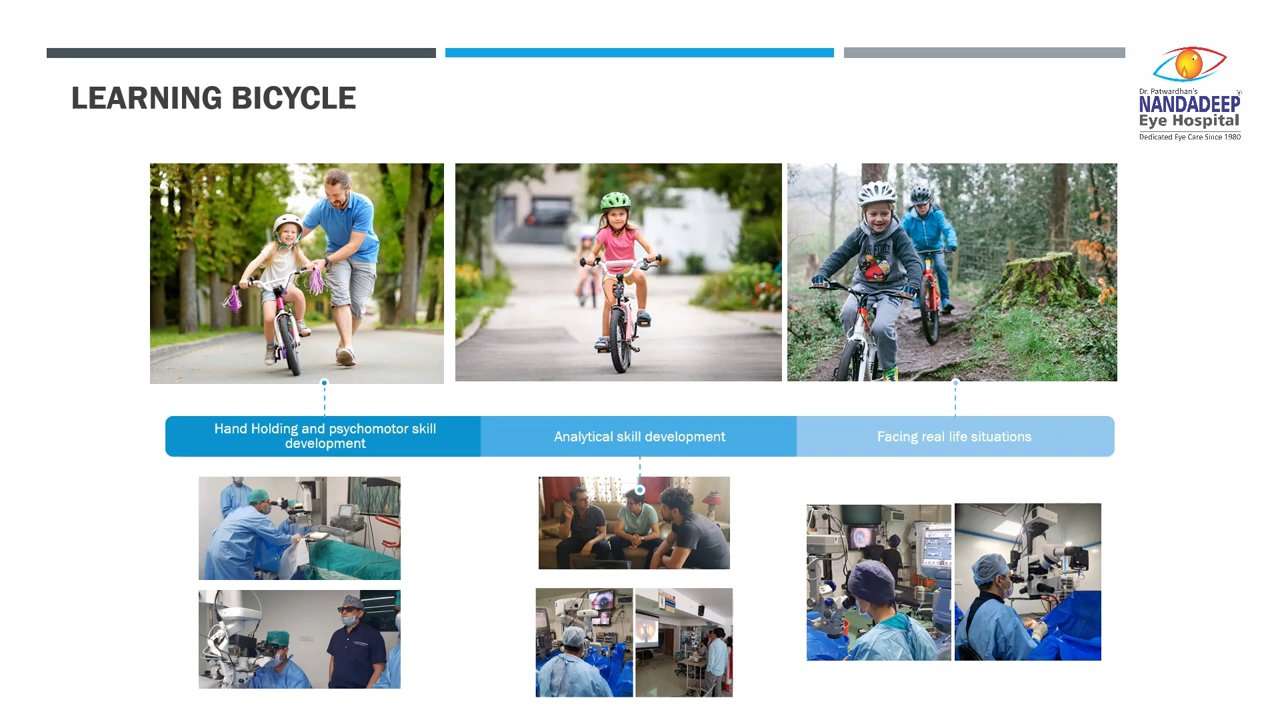 LEARNING BICYCLE
Dr. Patwardhan's
NANDADEEP
Eye Hospital
Dedicated Eye Care Since 1980
Hand Holding and psychomotor skill
development
Analytical skill development
Facing real life situations